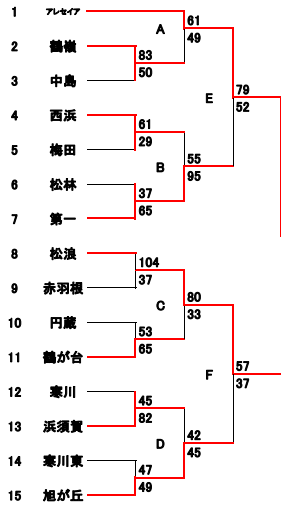 1 アレセイア
61
A
49
2 鶴嶺
83
50
3 中島
E
79
52
4 西浜
61
29
5 梅田
B
55
95
6 松林
37
65
7 第一
8 松浪
104
37
9 赤羽根
C
80
33
10 円蔵
53
65
11 鶴が台
F
57
37
12 寒川
45
82
13 浜須賀
D
42
45
14 寒川東
47
49
15 旭が丘